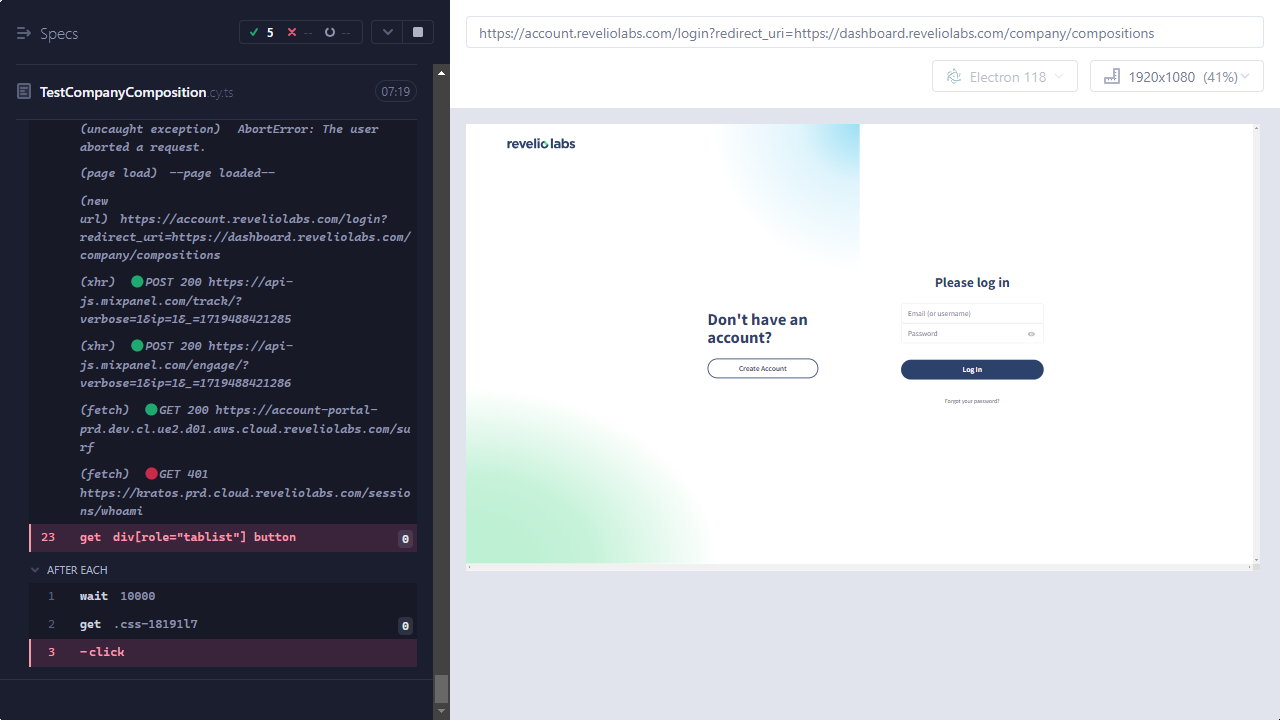 Specs
5
--
--
TestCompanyComposition.cy.ts
07:19
(uncaught exception) AbortError: The user
aborted a request.
(page load) --page loaded--
(new
url) https://account.reveliolabs.com/login?
redirect_uri=https://dashboard.reveliolabs.com/
company/compositions
(xhr) POST 200 https://api-
js.mixpanel.com/track/?
verbose=1&ip=1&_=1719488421285
(xhr) POST 200 https://api-
js.mixpanel.com/engage/?
verbose=1&ip=1&_=1719488421286
(fetch) GET 200 https://account-portal-
prd.dev.cl.ue2.d01.aws.cloud.reveliolabs.com/su
rf
(fetch) GET 401
https://kratos.prd.cloud.reveliolabs.com/sessio
ns/whoami
23 get div[role="tablist"] button 0
AFTER EACH
1 wait 10000
2 get .css-18191l7 0
3 -click
https://account.reveliolabs.com/login?redirect_uri=https://dashboard.reveliolabs.com/company/compositions
Electron 118
1920x1080 (41%)
revelio labs
Don't have an
account?
Create Account
Please log in
Email (or username)
Password
Log In
Forgot your password?